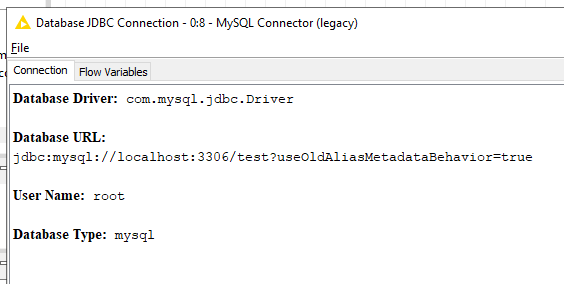 Database JDBC Connection - 0:8 - MySQL Connector (legacy)
File
Connection Flow Variables
Database Driver: com.mysql.jdbc.Driver
Database URL:
jdbc:mysql://localhost:3306/test?useOldAliasMetadataBehavior=true
User Name: root
Database Type: mysql